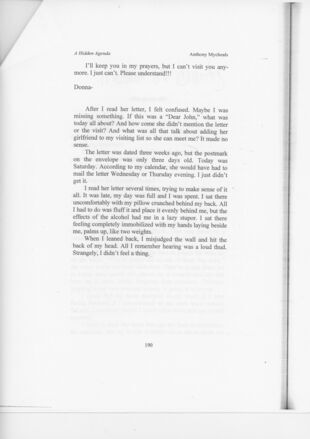 A Hidden Agenda Anthony Mychoals
I'll keep you in my prayers, but I can't visit you any-
more. I just can't. Please understand!!!
Donna-
After I read her letter, I felt confused. Maybe I was
missing something. If this was a "Dear John," what was
today all about? And how come she didn't mention the letter
or the visit? And what was all that talk about adding her
girlfriend to my visiting list so she can meet me? It made no
sense.
The letter was dated three weeks ago, but the postmark
on the envelope was only three days old. Today was
Saturday. According to my calendar, she would have had to
mail the letter Wednesday or Thursday evening. I just didn't
get it.
I read her letter several times, trying to make sense of it
all. It was late, my day was full and I was spent. I sat there
uncomfortably with my pillow crunched behind my back. All
I had to do was fluff it and place it evenly behind me, but the
effects of the alcohol had me in a lazy stupor. I sat there
feeling completely immobilized with my hands laying beside
me, palms up, like two weights.
When I leaned back, I misjudged the wall and hit the
back of my head. All I remember hearing was a loud thud.
Strangely, I didn't feel a thing.
190